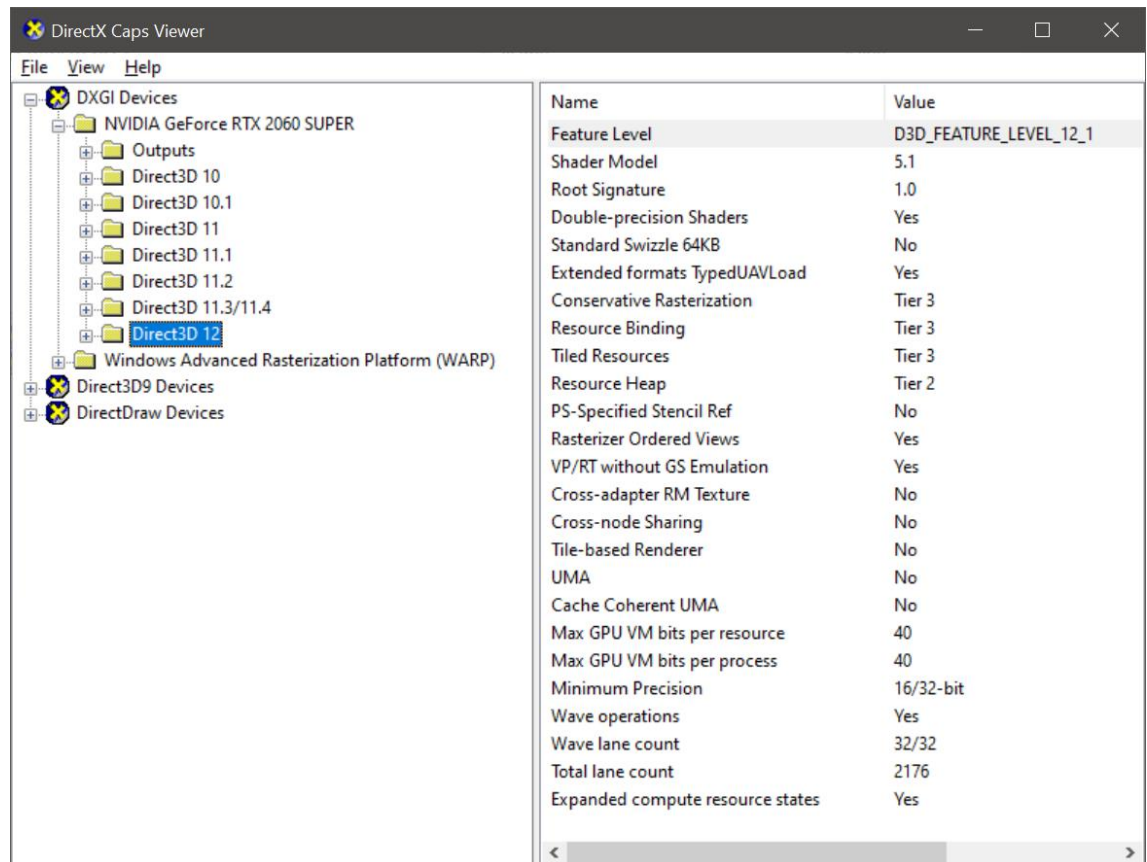 DirectX Caps Viewer
File View Help
DXGI Devices
NVIDIA GeForce RTX 2060 SUPER
Outputs
Direct3D 10
Direct3D 10.1
Direct3D 11
Direct3D 11.1
Direct3D 11.2
Direct3D 11.3/11.4
Direct3D 12
Windows Advanced Rasterization Platform (WARP)
Direct3D9 Devices
DirectDraw Devices
Name Value
Feature Level D3D_FEATURE_LEVEL_12_1
Shader Model 5.1
Root Signature 1.0
Double-precision Shaders Yes
Standard Swizzle 64KB No
Extended formats TypedUAVLoad Yes
Conservative Rasterization Tier 3
Resource Binding Tier 3
Tiled Resources Tier 3
Resource Heap Tier 2
PS-Specified Stencil Ref No
Rasterizer Ordered Views Yes
VP/RT without GS Emulation Yes
Cross-adapter RM Texture No
Cross-node Sharing No
Tile-based Renderer No
UMA No
Cache Coherent UMA No
Max GPU VM bits per resource 40
Max GPU VM bits per process 40
Minimum Precision 16/32-bit
Wave operations Yes
Wave lane count 32/32
Total lane count 2176
Expanded compute resource states Yes